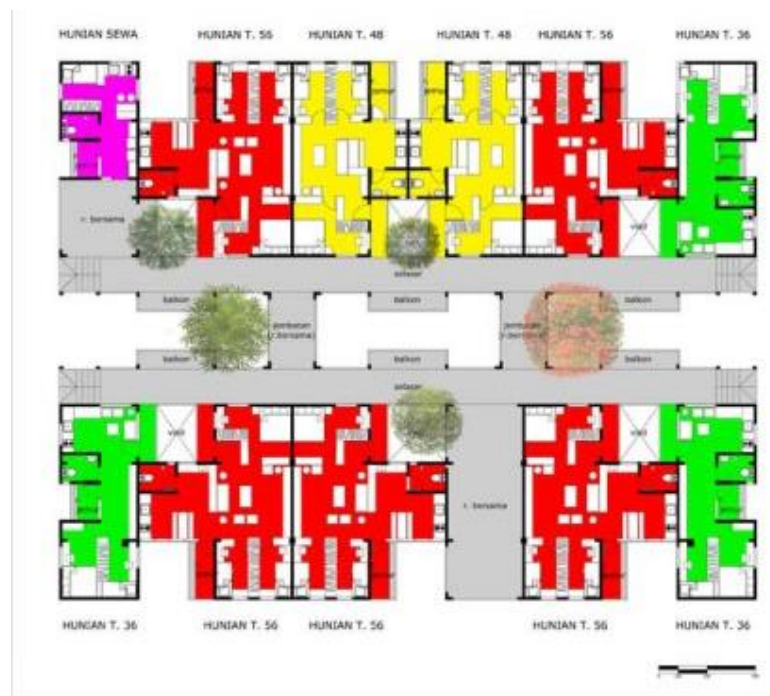 HUNIAN SEWA HUNIAN T. 56 HUNIAN T. 48 HUNIAN T. 48 HUNIAN T. 56 HUNIAN T. 36
r. bersama
void
selasar
balkon balkon balkon
jembatan (r.bersama)
jembatan (r.bersama)
balkon balkon balkon
selasar
void void
r. bersama
HUNIAN T. 36 HUNIAN T. 56 HUNIAN T. 56 HUNIAN T. 56 HUNIAN T. 36